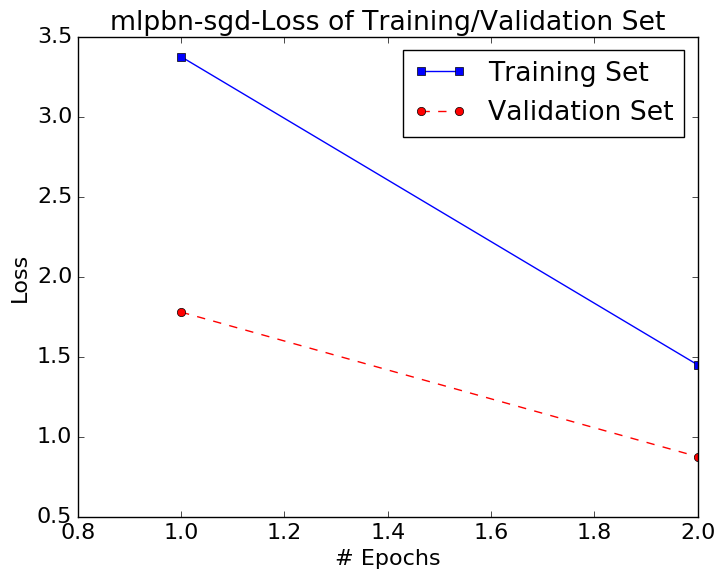 mlpbn-sgd-Loss of Training/Validation Set
3.5
Training Set
3.0
Validation Set
2.5
2.0
Loss
1.5
1.0
0.5
0.8 1.0 1.2 1.4 1.6 1.8 2.0
# Epochs